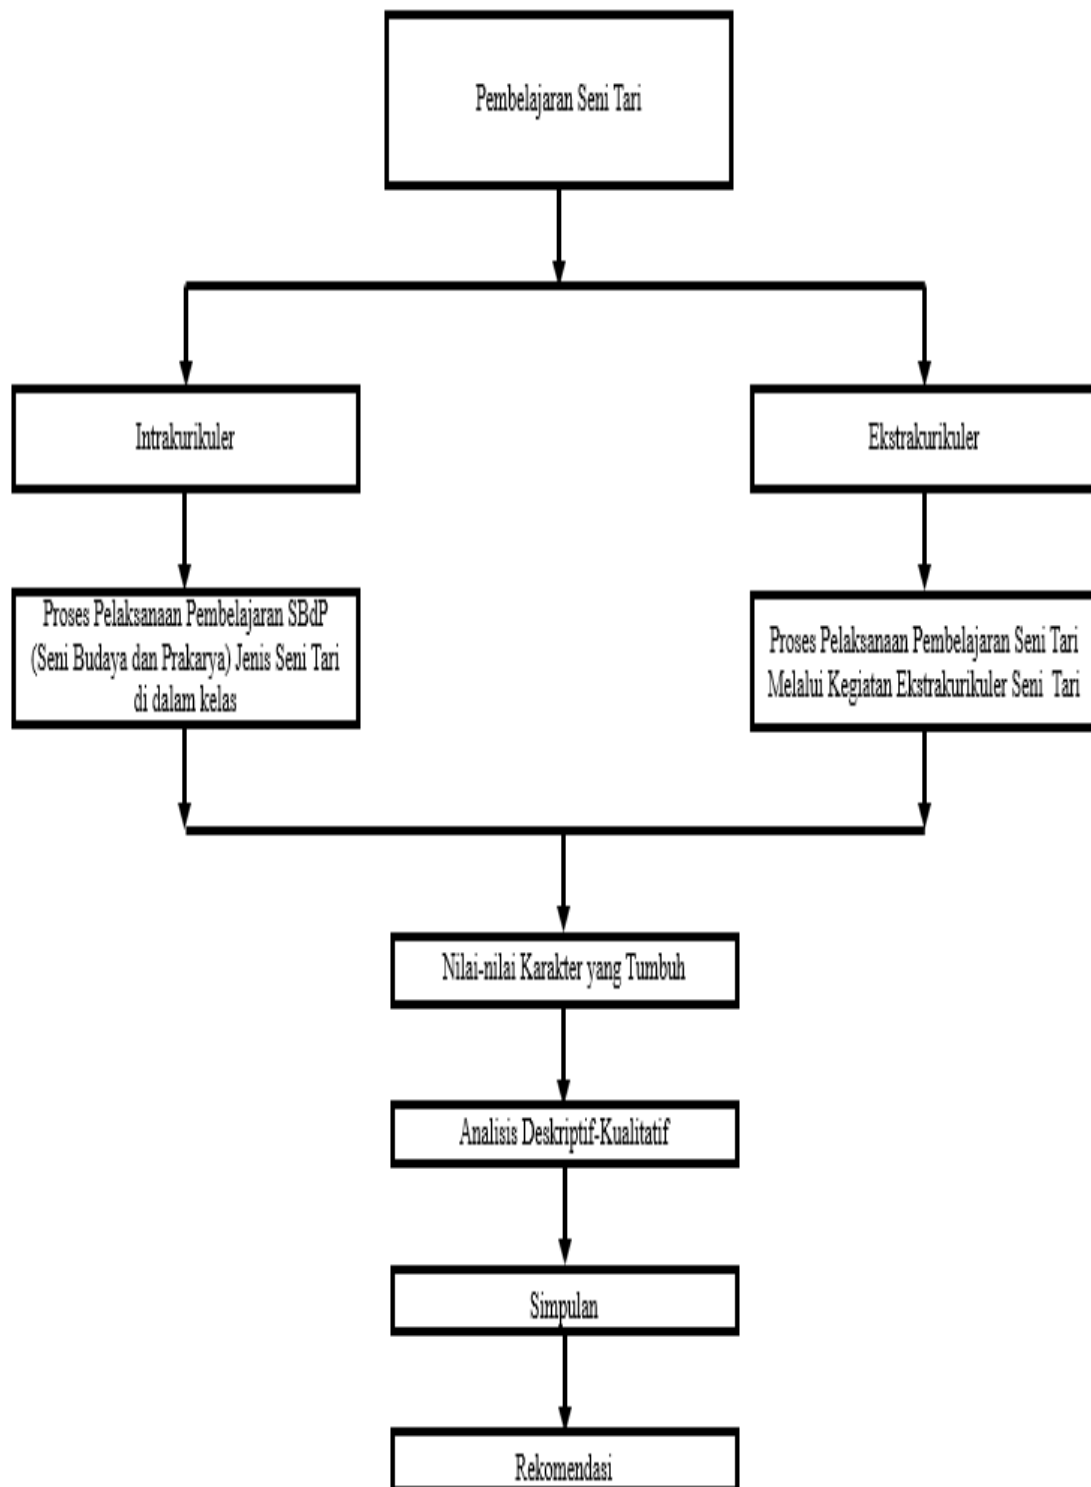 Pembelajaran Seni Tari
Intrakurikuler
Ekstrakurikuler
Proses Pelaksanaan Pembelajaran SBdP
(Seni Budaya dan Prakarya) Jenis Seni Tari
di dalam kelas
Proses Pelaksanaan Pembelajaran Seni Tari
Melalui Kegiatan Ekstrakurikuler Seni Tari
Nilai-nilai Karakter yang Tumbuh
Analisis Deskriptif-Kualitatif
Simpulan
Rekomendasi